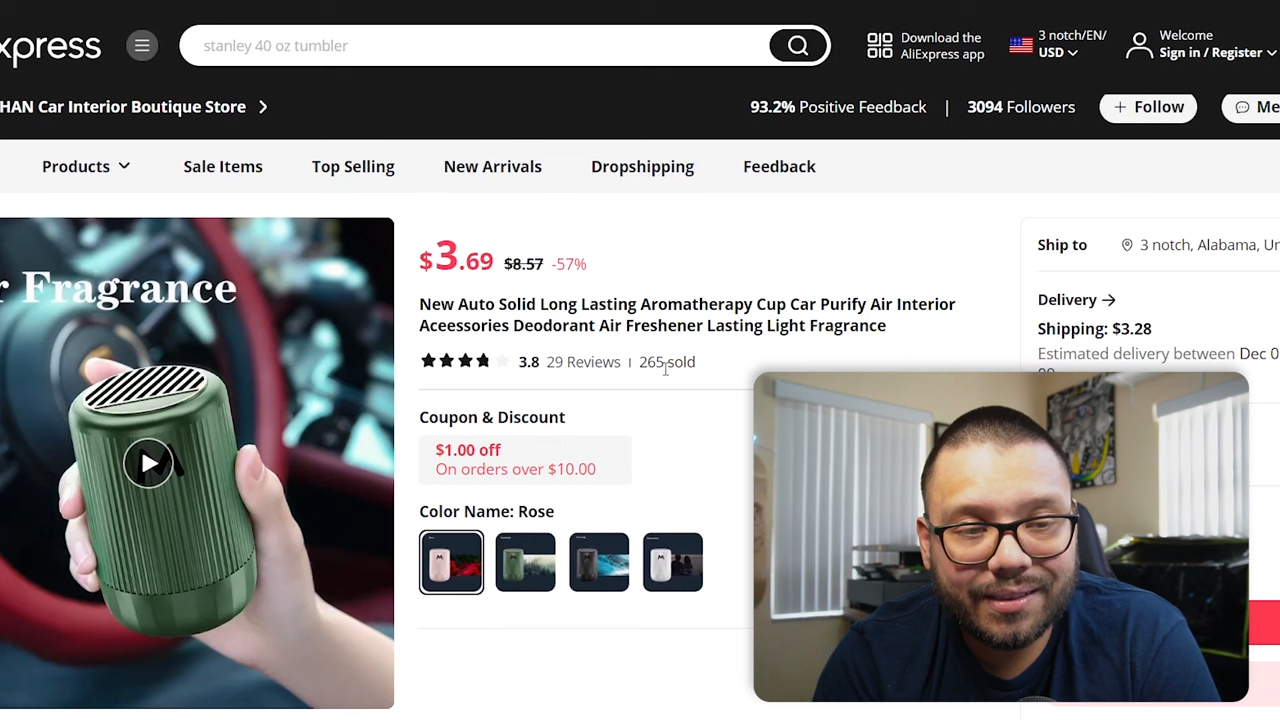 xpress
stanley 40 oz tumbler
Download the
AliExpress app
3 notch/EN/
USD
Welcome
Sign in / Register
HAN Car Interior Boutique Store
93.2% Positive Feedback | 3094 Followers
+ Follow
Me
Products
Sale Items
Top Selling
New Arrivals
Dropshipping
Feedback
r Fragrance
M
$3.69 $8.57 -57%
New Auto Solid Long Lasting Aromatherapy Cup Car Purify Air Interior
Aceessories Deodorant Air Freshener Lasting Light Fragrance
3.8 29 Reviews | 265 sold
Coupon & Discount
$1.00 off
On orders over $10.00
Color Name: Rose
Ship to
3 notch, Alabama, Un
Delivery
Shipping: $3.28
Estimated delivery between Dec 0